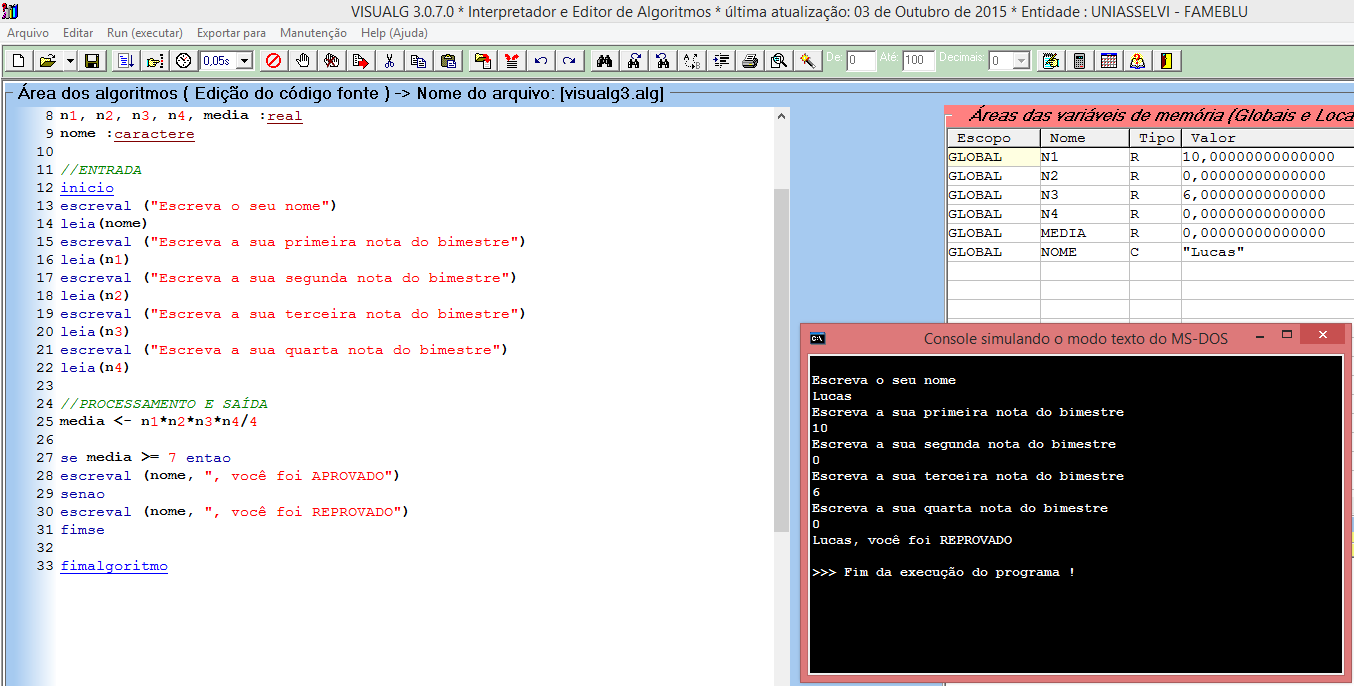 VISUALG 3.0.7.0 * Interpretador e Editor de Algoritmos * última atualização: 03 de Outubro de 2015 * Entidade : UNIASSELVI - FAMEBLU
Arquivo Editar Run (executar) Exportar para Manutenção Help (Ajuda)
0,05s De: 0 Até: 100 Decimais: 0
Área dos algoritmos ( Edição do código fonte ) -> Nome do arquivo: [visualg3.alg]
8 n1, n2, n3, n4, media :real
9 nome :caractere
10
11 //ENTRADA
12 inicio
13 escreval ("Escreva o seu nome")
14 leia(nome)
15 escreval ("Escreva a sua primeira nota do bimestre")
16 leia(n1)
17 escreval ("Escreva a sua segunda nota do bimestre")
18 leia(n2)
19 escreval ("Escreva a sua terceira nota do bimestre")
20 leia(n3)
21 escreval ("Escreva a sua quarta nota do bimestre")
22 leia(n4)
23
24 //PROCESSAMENTO E SAÍDA
25 media <- n1*n2*n3*n4/4
26
27 se media >= 7 entao
28 escreval (nome, ", você foi APROVADO")
29 senao
30 escreval (nome, ", você foi REPROVADO")
31 fimse
32
33 fimalgoritmo
Áreas das variáveis de memória (Globais e Loca
Escopo Nome Tipo Valor
GLOBAL N1 R 10,00000000000000
GLOBAL N2 R 0,00000000000000
GLOBAL N3 R 6,00000000000000
GLOBAL N4 R 0,00000000000000
GLOBAL MEDIA R 0,00000000000000
GLOBAL NOME C "Lucas"
Console simulando o modo texto do MS-DOS
Escreva o seu nome
Lucas
Escreva a sua primeira nota do bimestre
10
Escreva a sua segunda nota do bimestre
0
Escreva a sua terceira nota do bimestre
6
Escreva a sua quarta nota do bimestre
0
Lucas, você foi REPROVADO
>>> Fim da execução do programa !